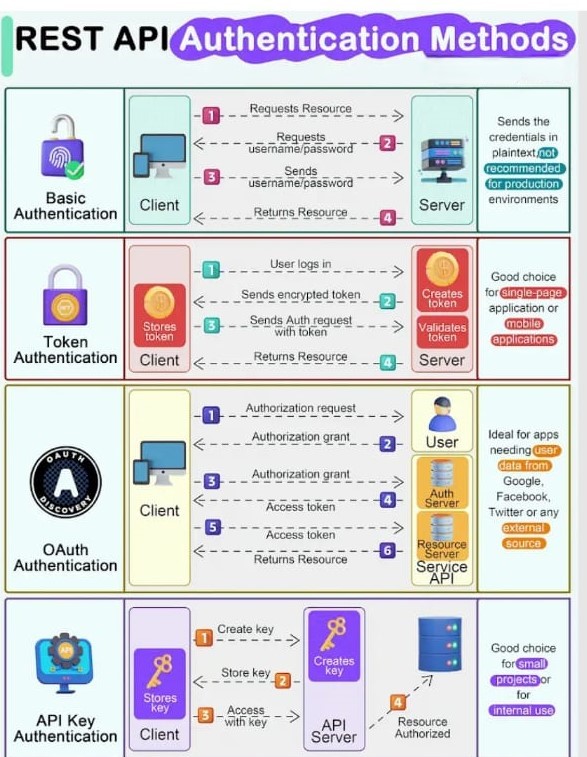 REST API Authentication Methods
Basic
Authentication
Client
1
Requests Resource
Requests
username/password
2
3
Sends
username/password
Returns Resource
4
Server
Sends the
credentials in
plaintext, not
recommended
for production
environments
Token
Authentication
Stores
token
Client
1
User logs in
Sends encrypted token
2
3
Sends Auth request
with token
Returns Resource
4
Creates
token
Validates
token
Server
Good choice
for single-page
application or
mobile
applications
OAUTH
A
DISCOVERY
OAuth
Authentication
Client
1
Authorization request
Authorization grant
2
3
Authorization grant
4
Access token
5
Access token
6
Returns Resource
User
Auth
Server
Resource
Server
Service
API
Ideal for apps
needing user
data from
Google,
Facebook,
Twitter or any
external
source
API
API Key
Authentication
Stores
key
Client
1
Create key
Store key
2
3
Access
with key
Creates
key
API
Server
4
Resource
Authorized
Good choice
for small
projects or
for
internal use